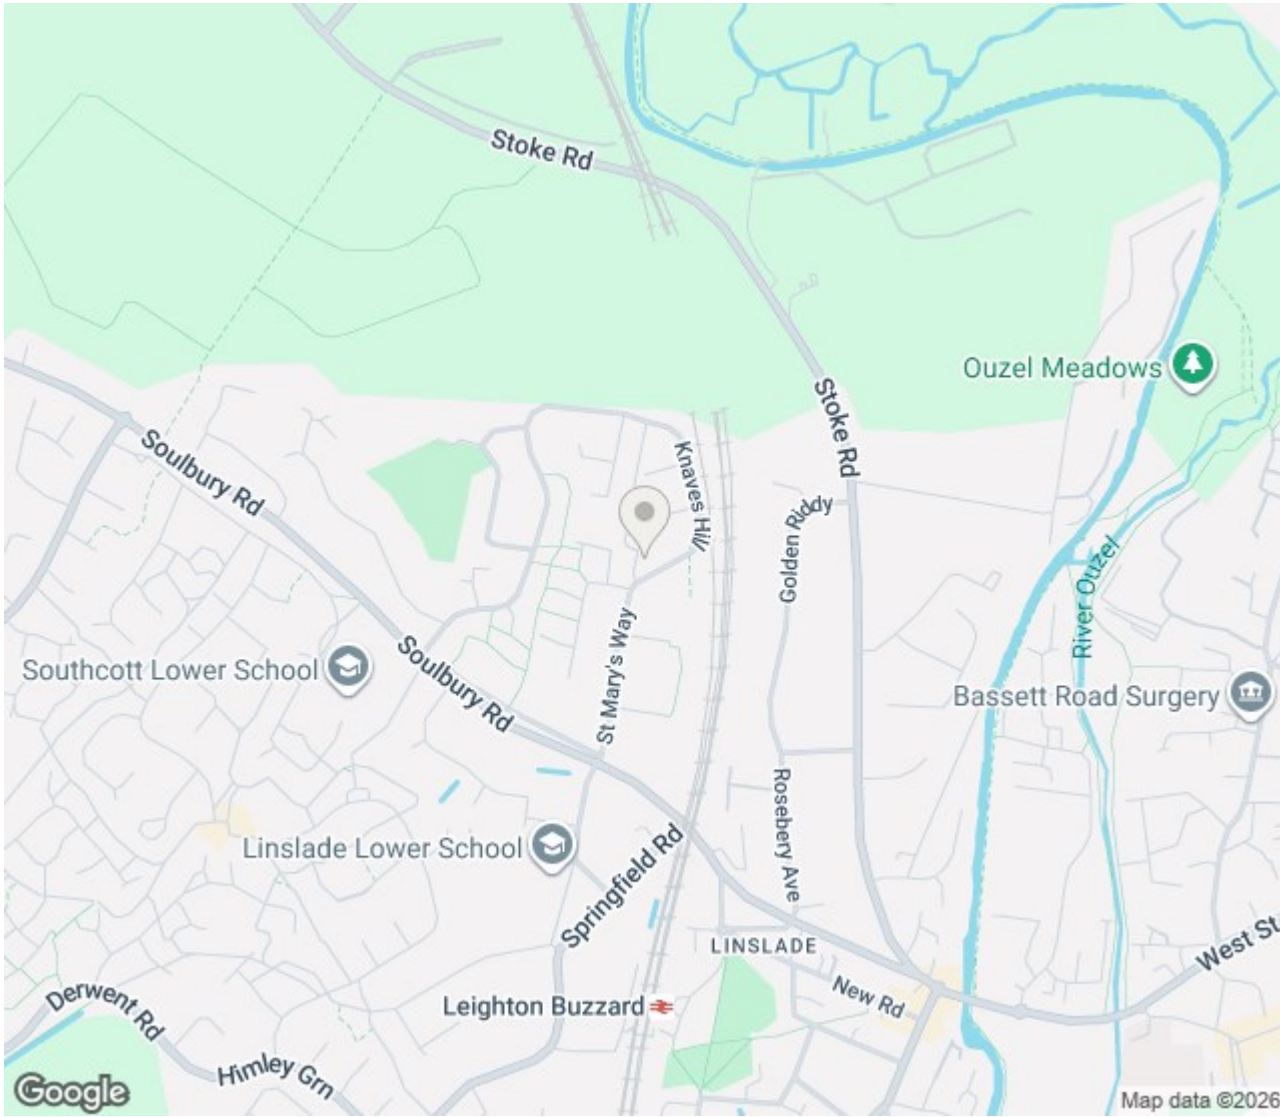 Stoke Rd
Ouzel Meadows
Stoke Rd
Soulbury Rd
Knaves Hill
Golden Riddy
River Ouzel
Southcott Lower School
Soulbury Rd
St Mary's Way
Bassett Road Surgery
Rosebery Ave
Linslade Lower School
Springfield Rd
LINSLADE
West St
Derwent Rd
Leighton Buzzard
New Rd
Himley Grn
Google
Map data ©2026